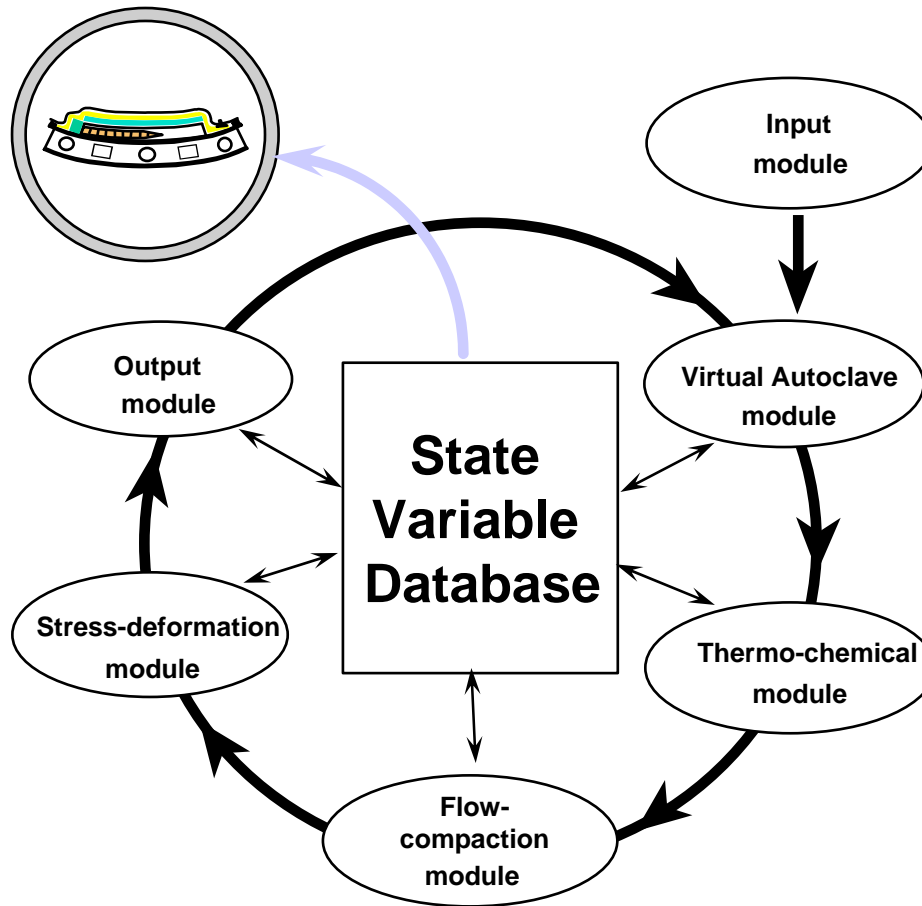 Input
module
Output
module
Virtual Autoclave
module
State
Variable
Database
Stress-deformation
module
Thermo-chemical
module
Flow-
compaction
module